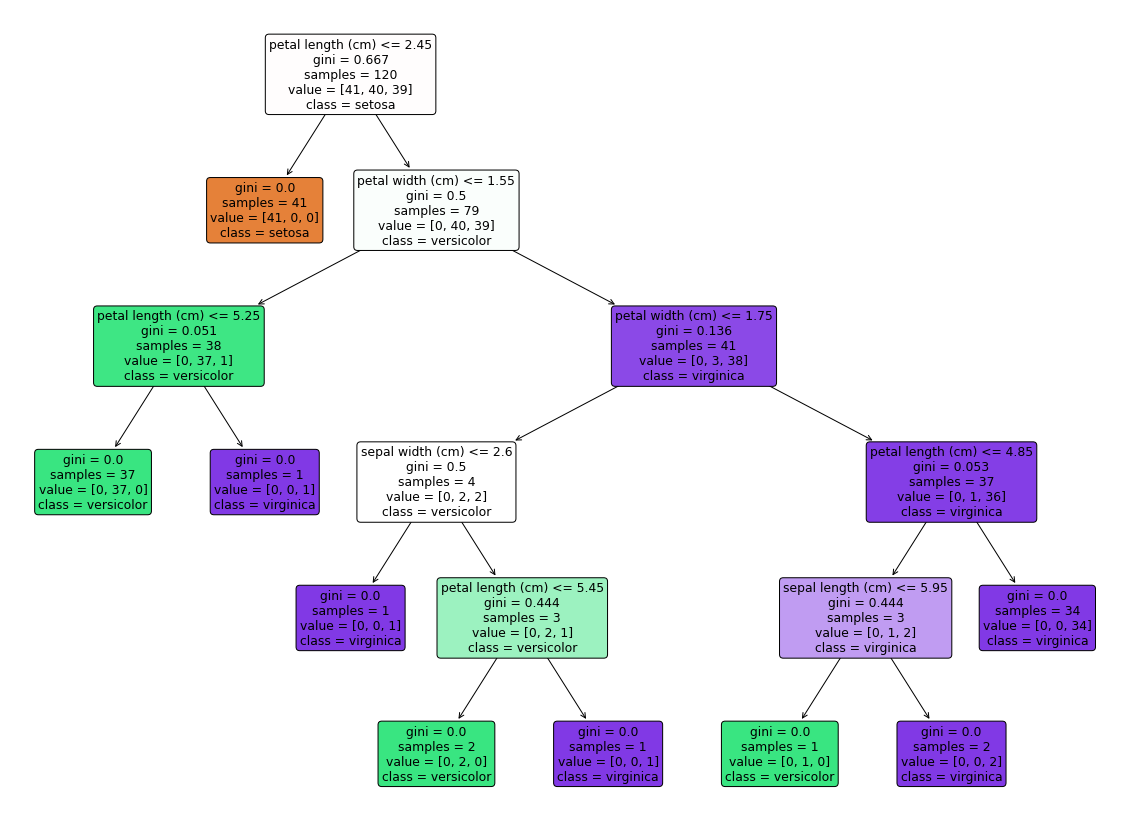 petal length (cm) <= 2.45
gini = 0.667
samples = 120
value = [41, 40, 39]
class = setosa
gini = 0.0
samples = 41
value = [41, 0, 0]
class = setosa
petal width (cm) <= 1.55
gini = 0.5
samples = 79
value = [0, 40, 39]
class = versicolor
petal length (cm) <= 5.25
gini = 0.051
samples = 38
value = [0, 37, 1]
class = versicolor
petal width (cm) <= 1.75
gini = 0.136
samples = 41
value = [0, 3, 38]
class = virginica
gini = 0.0
samples = 37
value = [0, 37, 0]
class = versicolor
gini = 0.0
samples = 1
value = [0, 0, 1]
class = virginica
sepal width (cm) <= 2.6
gini = 0.5
samples = 4
value = [0, 2, 2]
class = versicolor
petal length (cm) <= 4.85
gini = 0.053
samples = 37
value = [0, 1, 36]
class = virginica
gini = 0.0
samples = 1
value = [0, 0, 1]
class = virginica
petal length (cm) <= 5.45
gini = 0.444
samples = 3
value = [0, 2, 1]
class = versicolor
sepal length (cm) <= 5.95
gini = 0.444
samples = 3
value = [0, 1, 2]
class = virginica
gini = 0.0
samples = 34
value = [0, 0, 34]
class = virginica
gini = 0.0
samples = 2
value = [0, 2, 0]
class = versicolor
gini = 0.0
samples = 1
value = [0, 0, 1]
class = virginica
gini = 0.0
samples = 1
value = [0, 1, 0]
class = versicolor
gini = 0.0
samples = 2
value = [0, 0, 2]
class = virginica